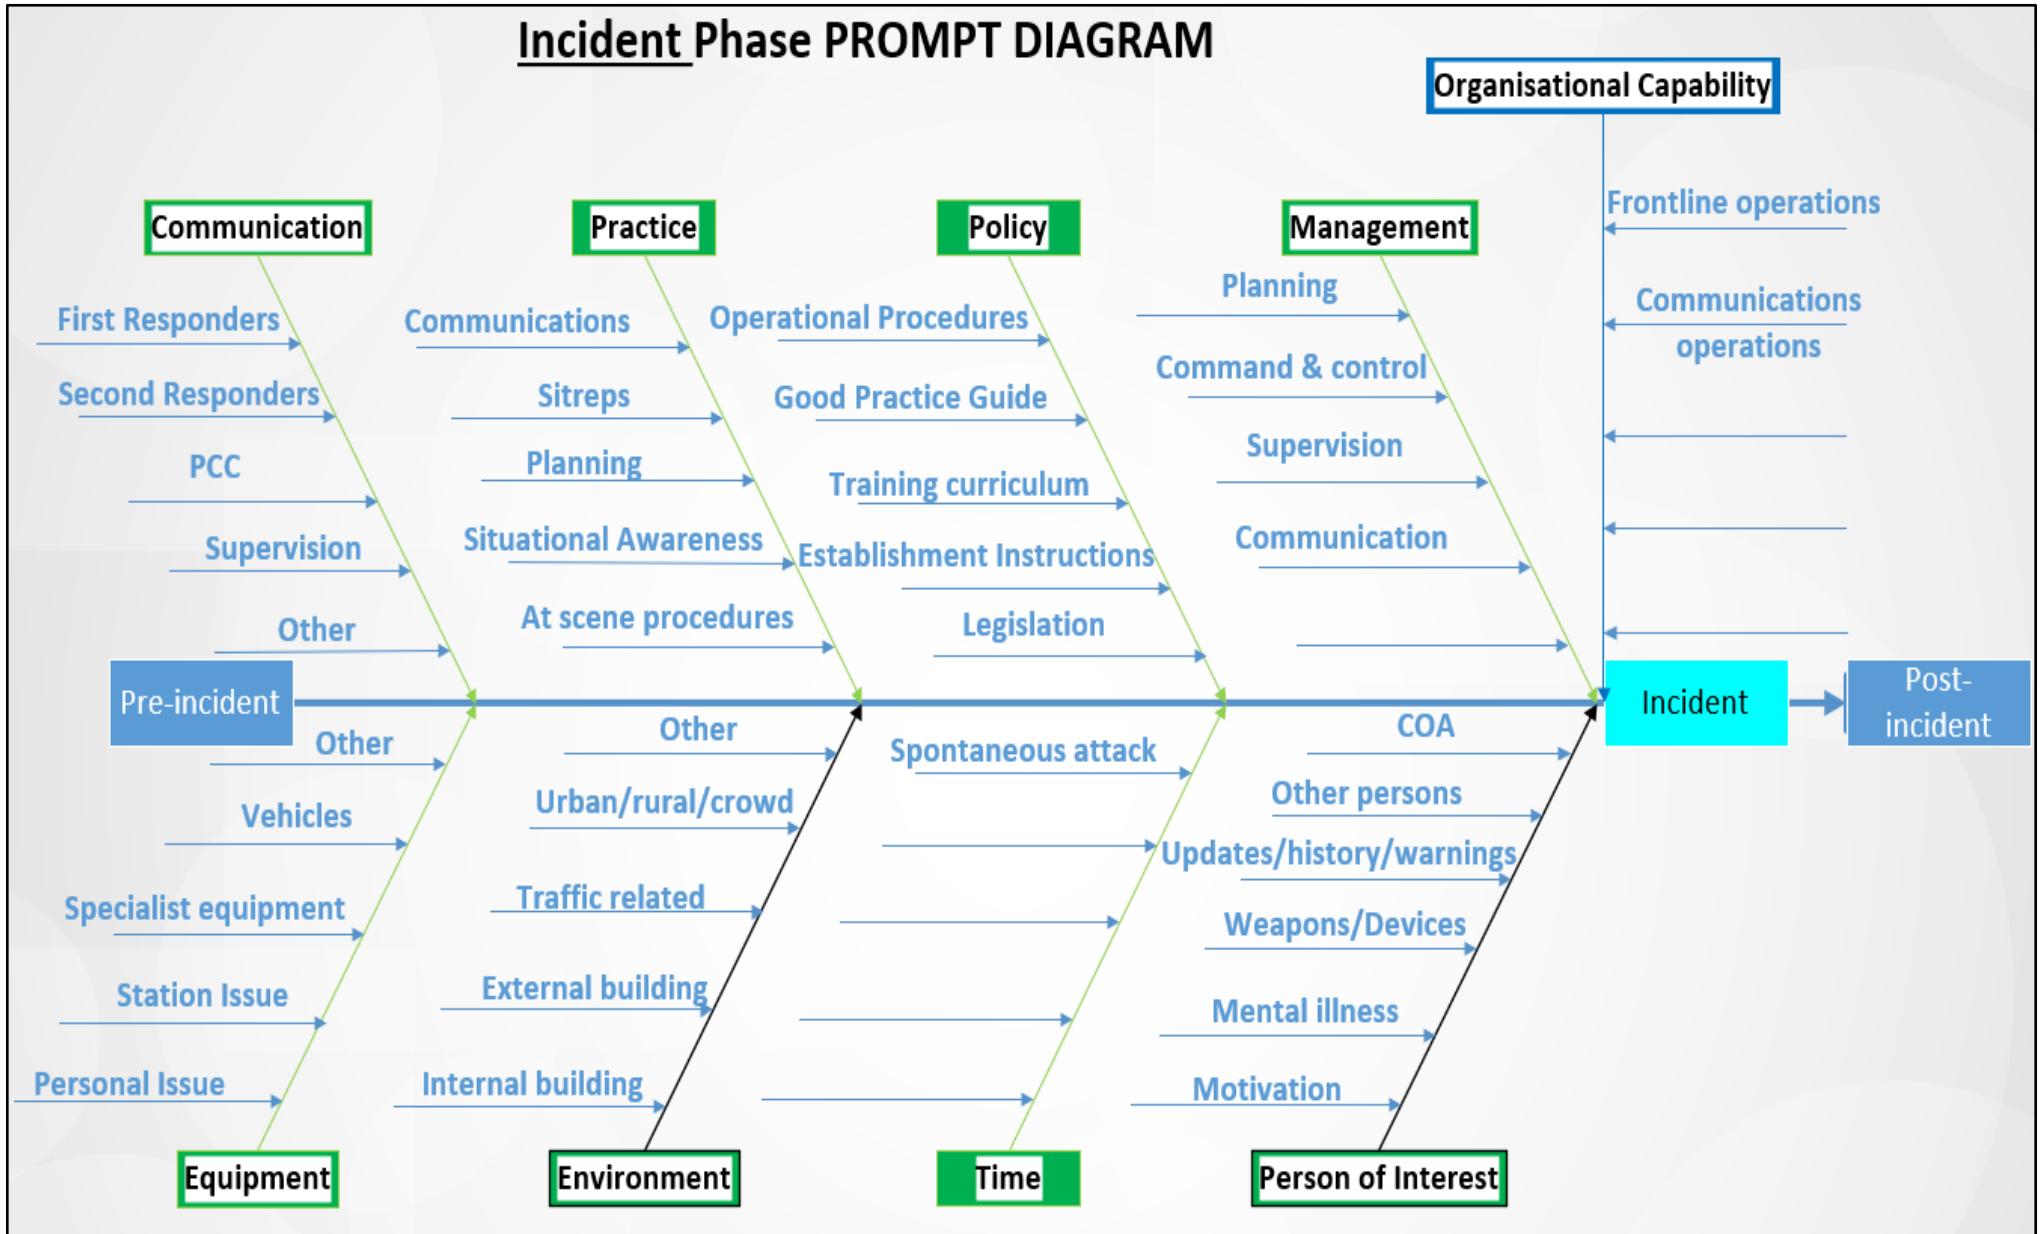 Incident Phase PROMPT DIAGRAM
Organisational Capability
Frontline operations
Communications
operations
Communication
First Responders
Second Responders
PCC
Supervision
Other
Practice
Communications
Sitreps
Planning
Situational Awareness
At scene procedures
Policy
Operational Procedures
Good Practice Guide
Training curriculum
Establishment Instructions
Legislation
Management
Planning
Command & control
Supervision
Communication
Pre-incident
Incident
Post-
incident
Other
Vehicles
Specialist equipment
Station Issue
Personal Issue
Equipment
Other
Urban/rural/crowd
Traffic related
External building
Internal building
Environment
Spontaneous attack
Time
COA
Other persons
Updates/history/warnings
Weapons/Devices
Mental illness
Motivation
Person of Interest